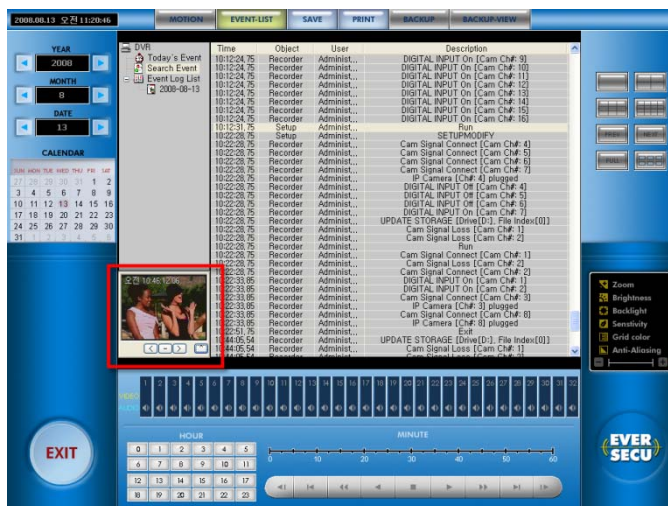 2008.08.13 오전 11:20:46
MOTION
EVENT-LIST
SAVE
PRINT
BACKUP
BACKUP-VIEW
YEAR
2008
MONTH
8
DATE
13
CALENDAR
SUN MON TUE WED THU FRI SAT
27 28 29 30 31 1 2
3 4 5 6 7 8 9
10 11 12 13 14 15 16
17 18 19 20 21 22 23
24 25 26 27 28 29 30
31 1 2 3 4 5 6
DVR
Today's Event
Search Event
Event Log List
2008-08-13
Time Object User Description
10:12:24,75 Recorder Administ... DIGITAL INPUT On [Cam Ch#: 9]
10:12:24,75 Recorder Administ... DIGITAL INPUT On [Cam Ch#: 10]
10:12:24,75 Recorder Administ... DIGITAL INPUT On [Cam Ch#: 11]
10:12:24,75 Recorder Administ... DIGITAL INPUT On [Cam Ch#: 12]
10:12:24,75 Recorder Administ... DIGITAL INPUT On [Cam Ch#: 13]
10:12:24,75 Recorder Administ... DIGITAL INPUT On [Cam Ch#: 14]
10:12:24,75 Recorder Administ... DIGITAL INPUT On [Cam Ch#: 15]
10:12:24,75 Recorder Administ... DIGITAL INPUT On [Cam Ch#: 16]
10:12:31,75 Setup Administ... Run
10:22:28,75 Setup Administ... SETUPMODIFY
10:22:28,75 Recorder Administ... Cam Signal Connect [Cam Ch#: 4]
10:22:28,75 Recorder Administ... Cam Signal Connect [Cam Ch#: 5]
10:22:28,75 Recorder Administ... Cam Signal Connect [Cam Ch#: 6]
10:22:28,75 Recorder Administ... Cam Signal Connect [Cam Ch#: 7]
10:22:28,75 Recorder Administ... IP Camera [Ch#: 4] plugged
10:22:28,75 Recorder Administ... DIGITAL INPUT Off [Cam Ch#: 4]
10:22:28,75 Recorder Administ... DIGITAL INPUT Off [Cam Ch#: 5]
10:22:28,75 Recorder Administ... DIGITAL INPUT Off [Cam Ch#: 6]
10:22:28,75 Recorder Administ... DIGITAL INPUT On [Cam Ch#: 7]
10:22:28,75 Recorder Administ... UPDATE STORAGE [Drive[D:], File Index[0]]
10:22:28,75 Recorder Administ... Cam Signal Loss [Cam Ch#: 1]
10:22:28,75 Recorder Administ... Cam Signal Loss [Cam Ch#: 2]
10:22:28,75 Recorder Administ... Run
10:22:28,75 Recorder Administ... Cam Signal Connect [Cam Ch#: 1]
10:22:28,75 Recorder Administ... Cam Signal Loss [Cam Ch#: 2]
10:22:28,75 Recorder Administ... Cam Signal Connect [Cam Ch#: 2]
10:22:33,85 Recorder Administ... DIGITAL INPUT On [Cam Ch#: 1]
10:22:33,85 Recorder Administ... DIGITAL INPUT On [Cam Ch#: 2]
10:22:33,85 Recorder Administ... Cam Signal Connect [Cam Ch#: 3]
10:22:33,85 Recorder Administ... IP Camera [Ch#: 3] plugged
10:22:33,85 Recorder Administ... Cam Signal Connect [Cam Ch#: 8]
10:22:33,85 Recorder Administ... IP Camera [Ch#: 8] plugged
10:22:51,75 Recorder Administ... Exit
10:44:05,54 Recorder Administ... UPDATE STORAGE [Drive[D:], File Index[0]]
10:44:05,54 Recorder Administ... Cam Signal Loss [Cam Ch#: 1]
PREV
NEXT
FULL
Zoom
Brightness
Backlight
Sensitivity
Grid color
Anti-Aliasing
VIDEO
AUDIO
1 2 3 4 5 6 7 8 9 10 11 12 13 14 15 16 17 18 19 20 21 22 23 24 25 26 27 28 29 30 31 32
HOUR
0 1 2 3 4 5
6 7 8 9 10 11
12 13 14 15 16 17
18 19 20 21 22 23
MINUTE
0 10 20 30 40 50 60
EXIT
EVER
SECU